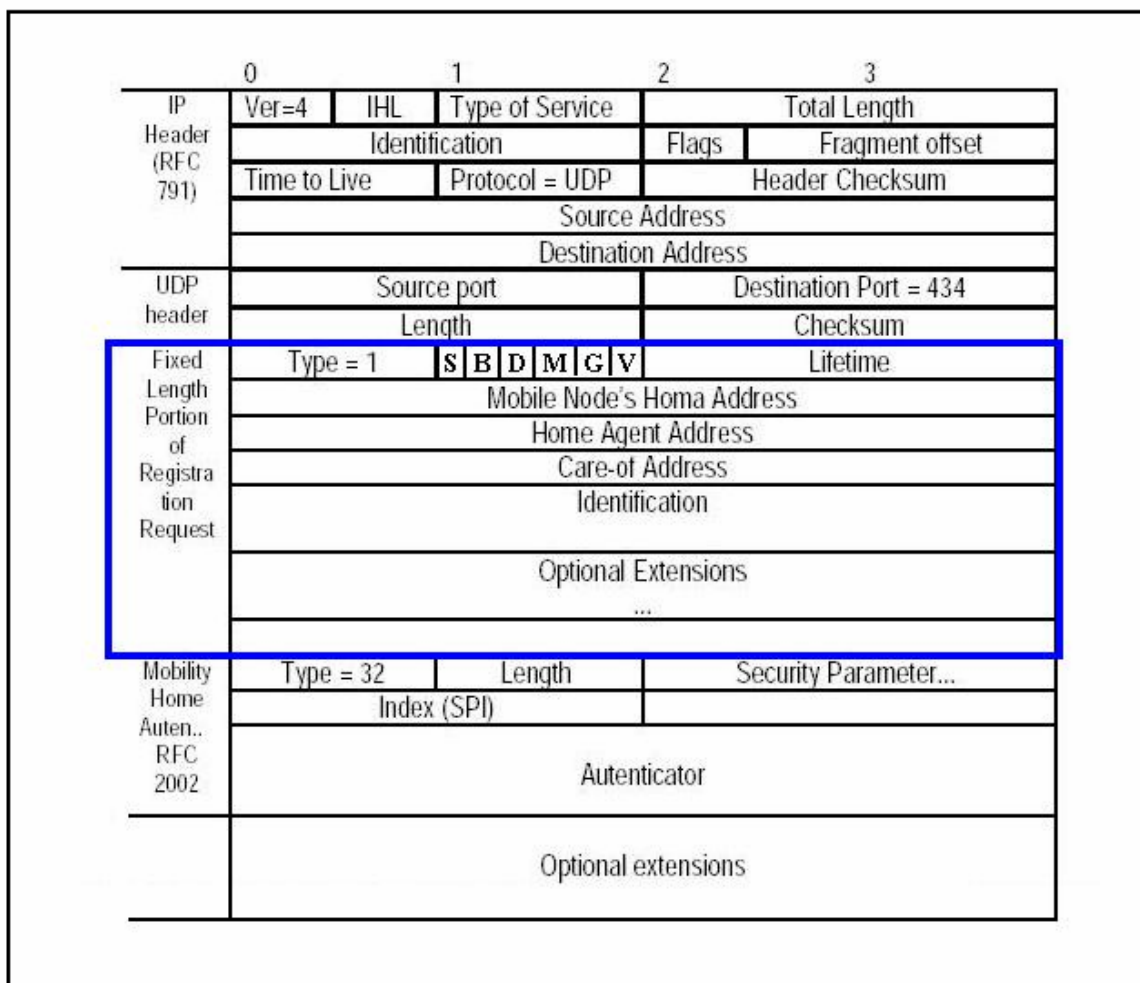 0 1 2 3
IP Header (RFC 791)
Ver=4 IHL Type of Service Total Length
Identification Flags Fragment offset
Time to Live Protocol = UDP Header Checksum
Source Address
Destination Address
UDP header
Source port Destination Port = 434
Length Checksum
Fixed Length Portion of Registra tion Request
Type = 1 S B D M G V Lifetime
Mobile Node's Homa Address
Home Agent Address
Care-of Address
Identification
Optional Extensions
...
Mobility Home Auten.. RFC 2002
Type = 32 Length Security Parameter...
Index (SPI)
Autenticator
Optional extensions